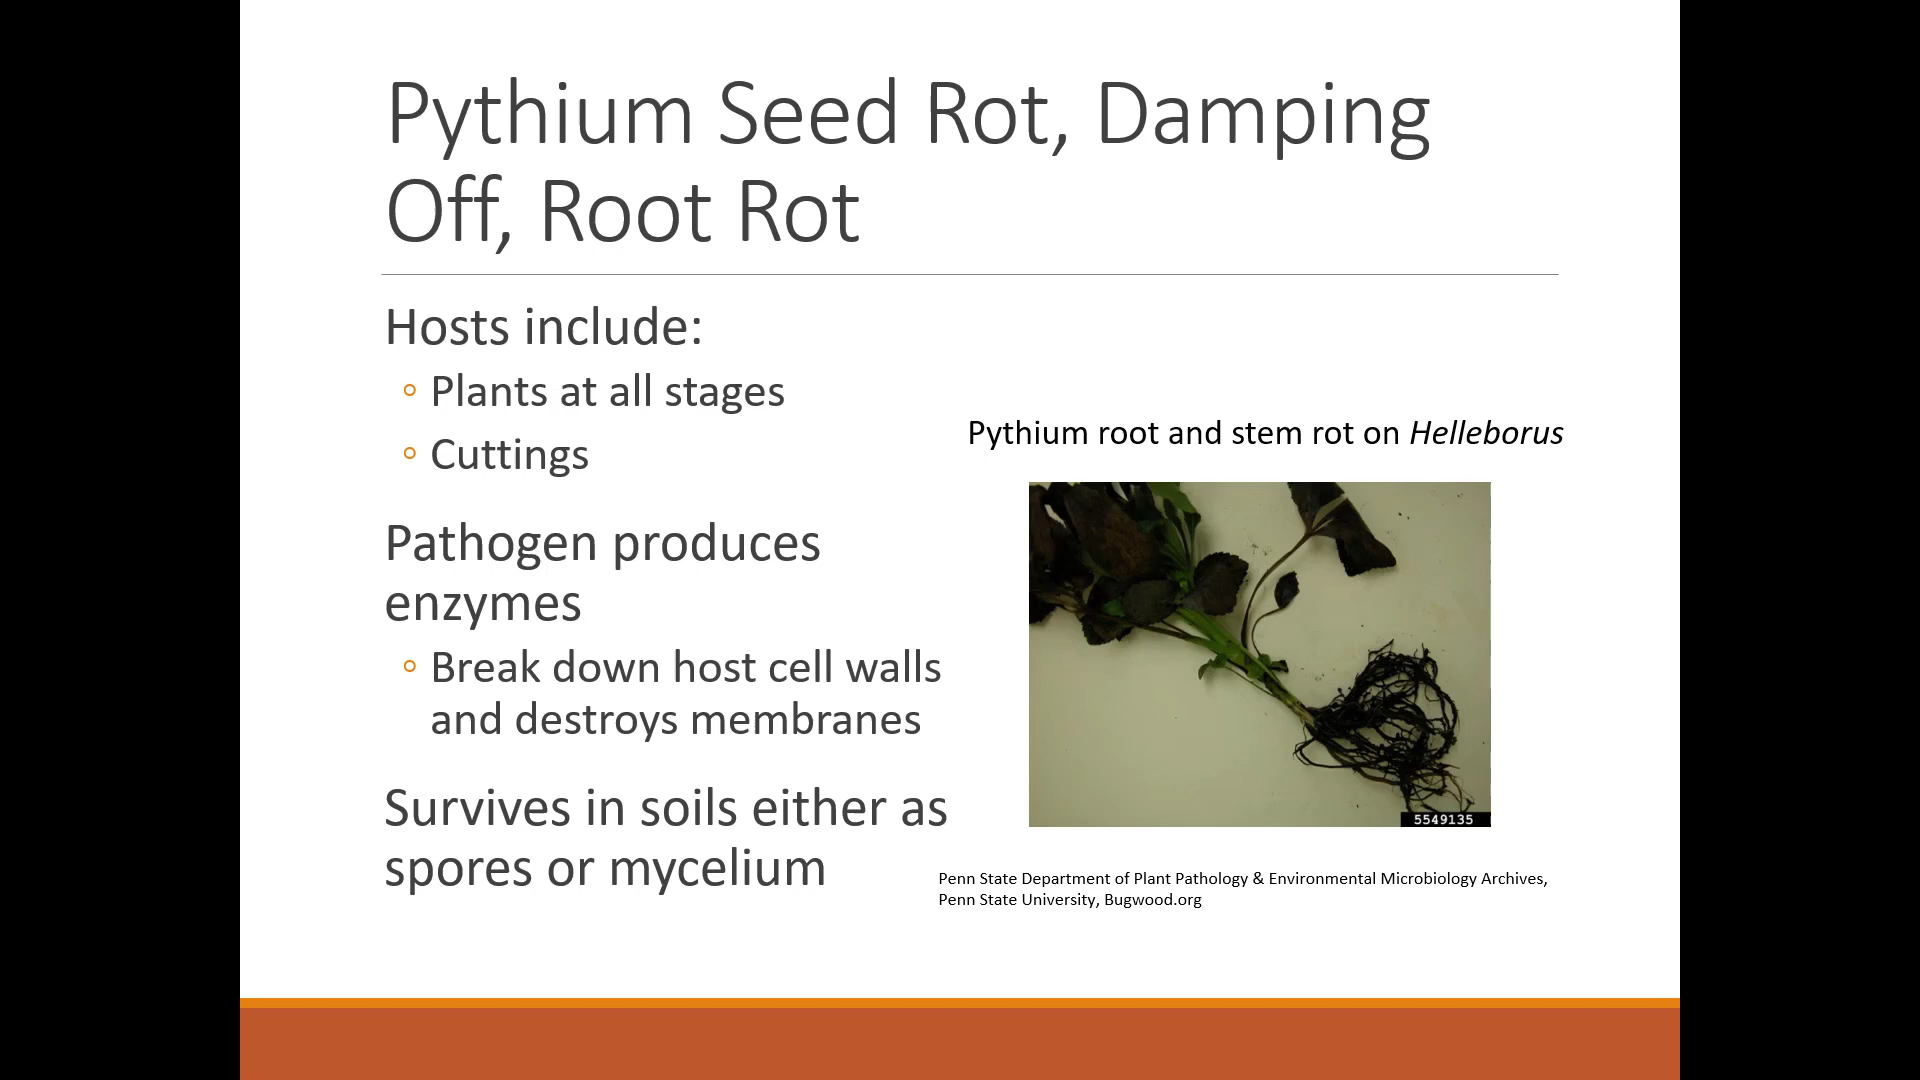 Pythium Seed Rot, Damping
Off, Root Rot
Hosts include:
◦ Plants at all stages
◦ Cuttings
Pathogen produces
enzymes
◦ Break down host cell walls
and destroys membranes
Survives in soils either as
spores or mycelium
Pythium root and stem rot on Helleborus
5549135
Penn State Department of Plant Pathology & Environmental Microbiology Archives,
Penn State University, Bugwood.org